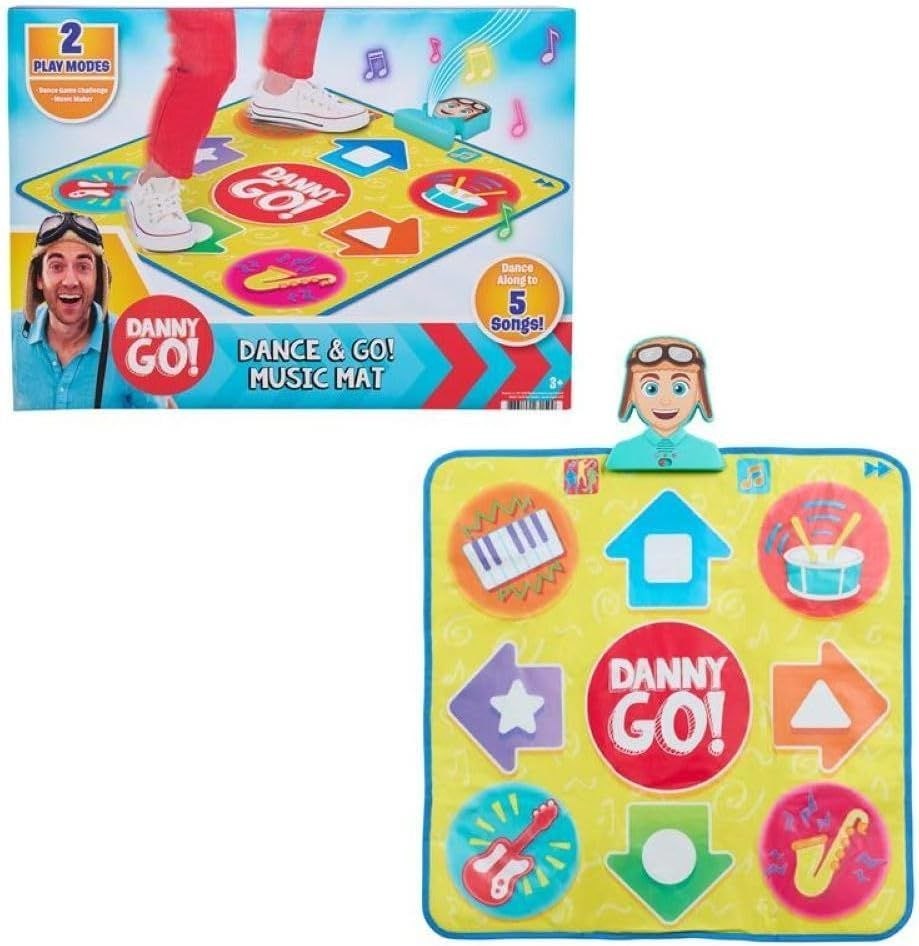 2
PLAY MODES
• Dance Game Challenge
• Music Maker
DANNY
GO!
Dance
Along to
5
Songs!
DANNY
GO!
DANCE & GO!
MUSIC MAT
3+
DANNY
GO!